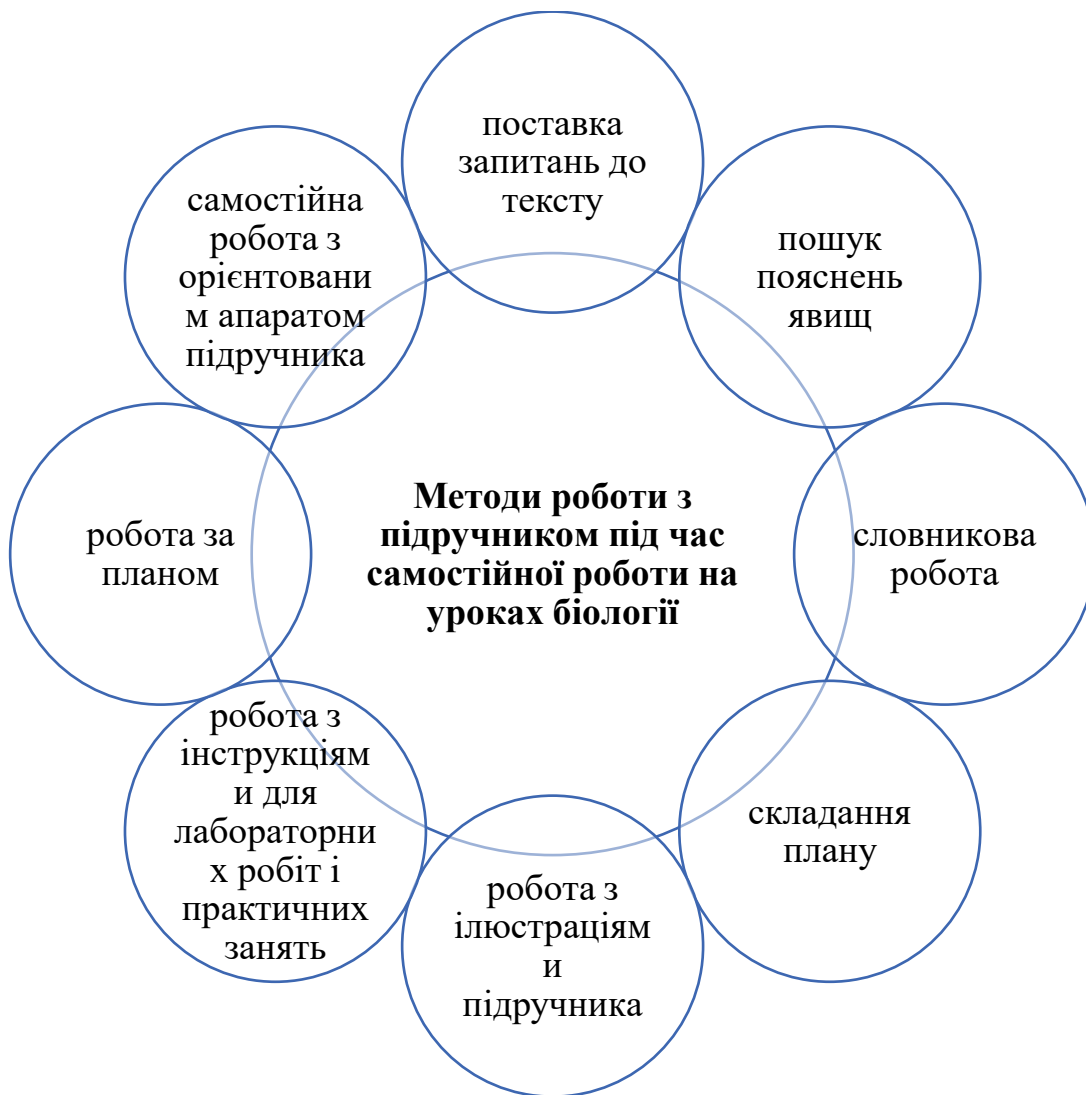 поставка
запитань до
тексту
пошук
пояснень
явищ
словникова
робота
складання
плану
робота з
ілюстраціям
и
підручника
робота з
інструкціям
и для
лабораторни
х робіт і
практичних
занять
робота за
планом
самостійна
робота з
орієнтовани
м апаратом
підручника
Методи роботи з
підручником під час
самостійної роботи на
уроках біології